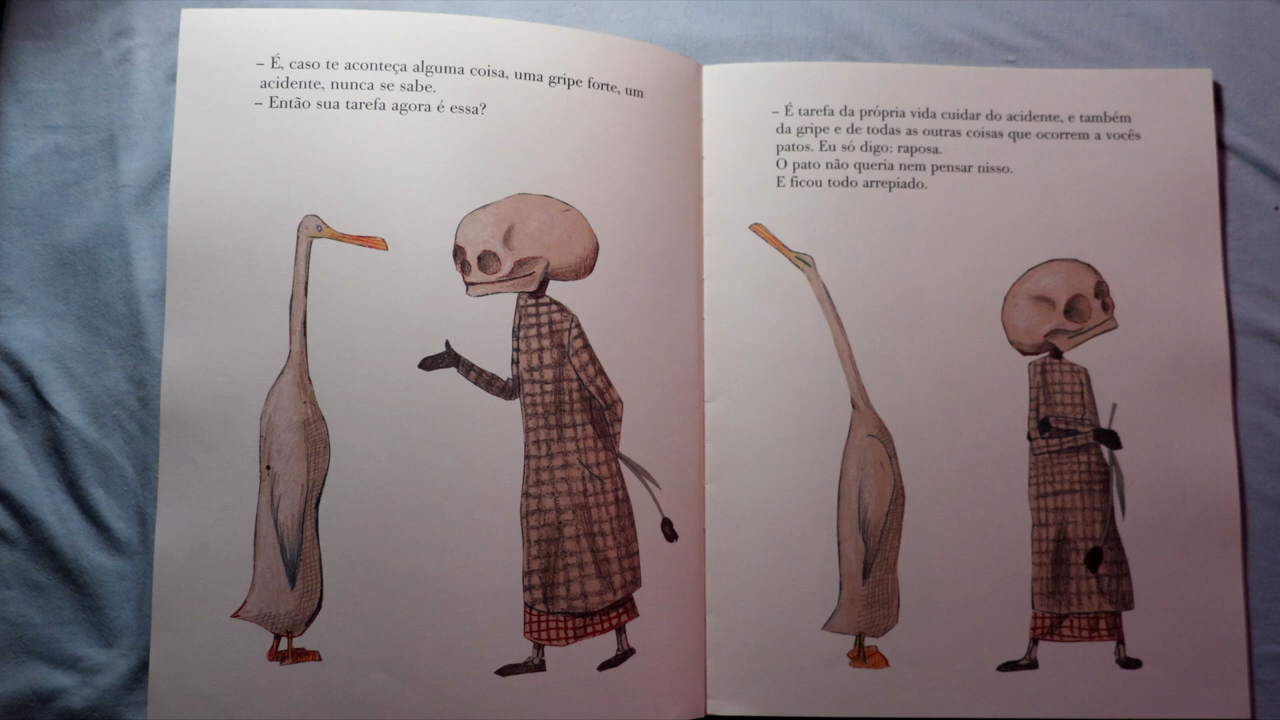 – É, caso te aconteça alguma coisa, uma gripe forte, um
acidente, nunca se sabe.
– Então sua tarefa agora é essa?
– É tarefa da própria vida cuidar do acidente, e também
da gripe e de todas as outras coisas que ocorrem a vocês
patos. Eu só digo: raposa.
O pato não queria nem pensar nisso.
E ficou todo arrepiado.